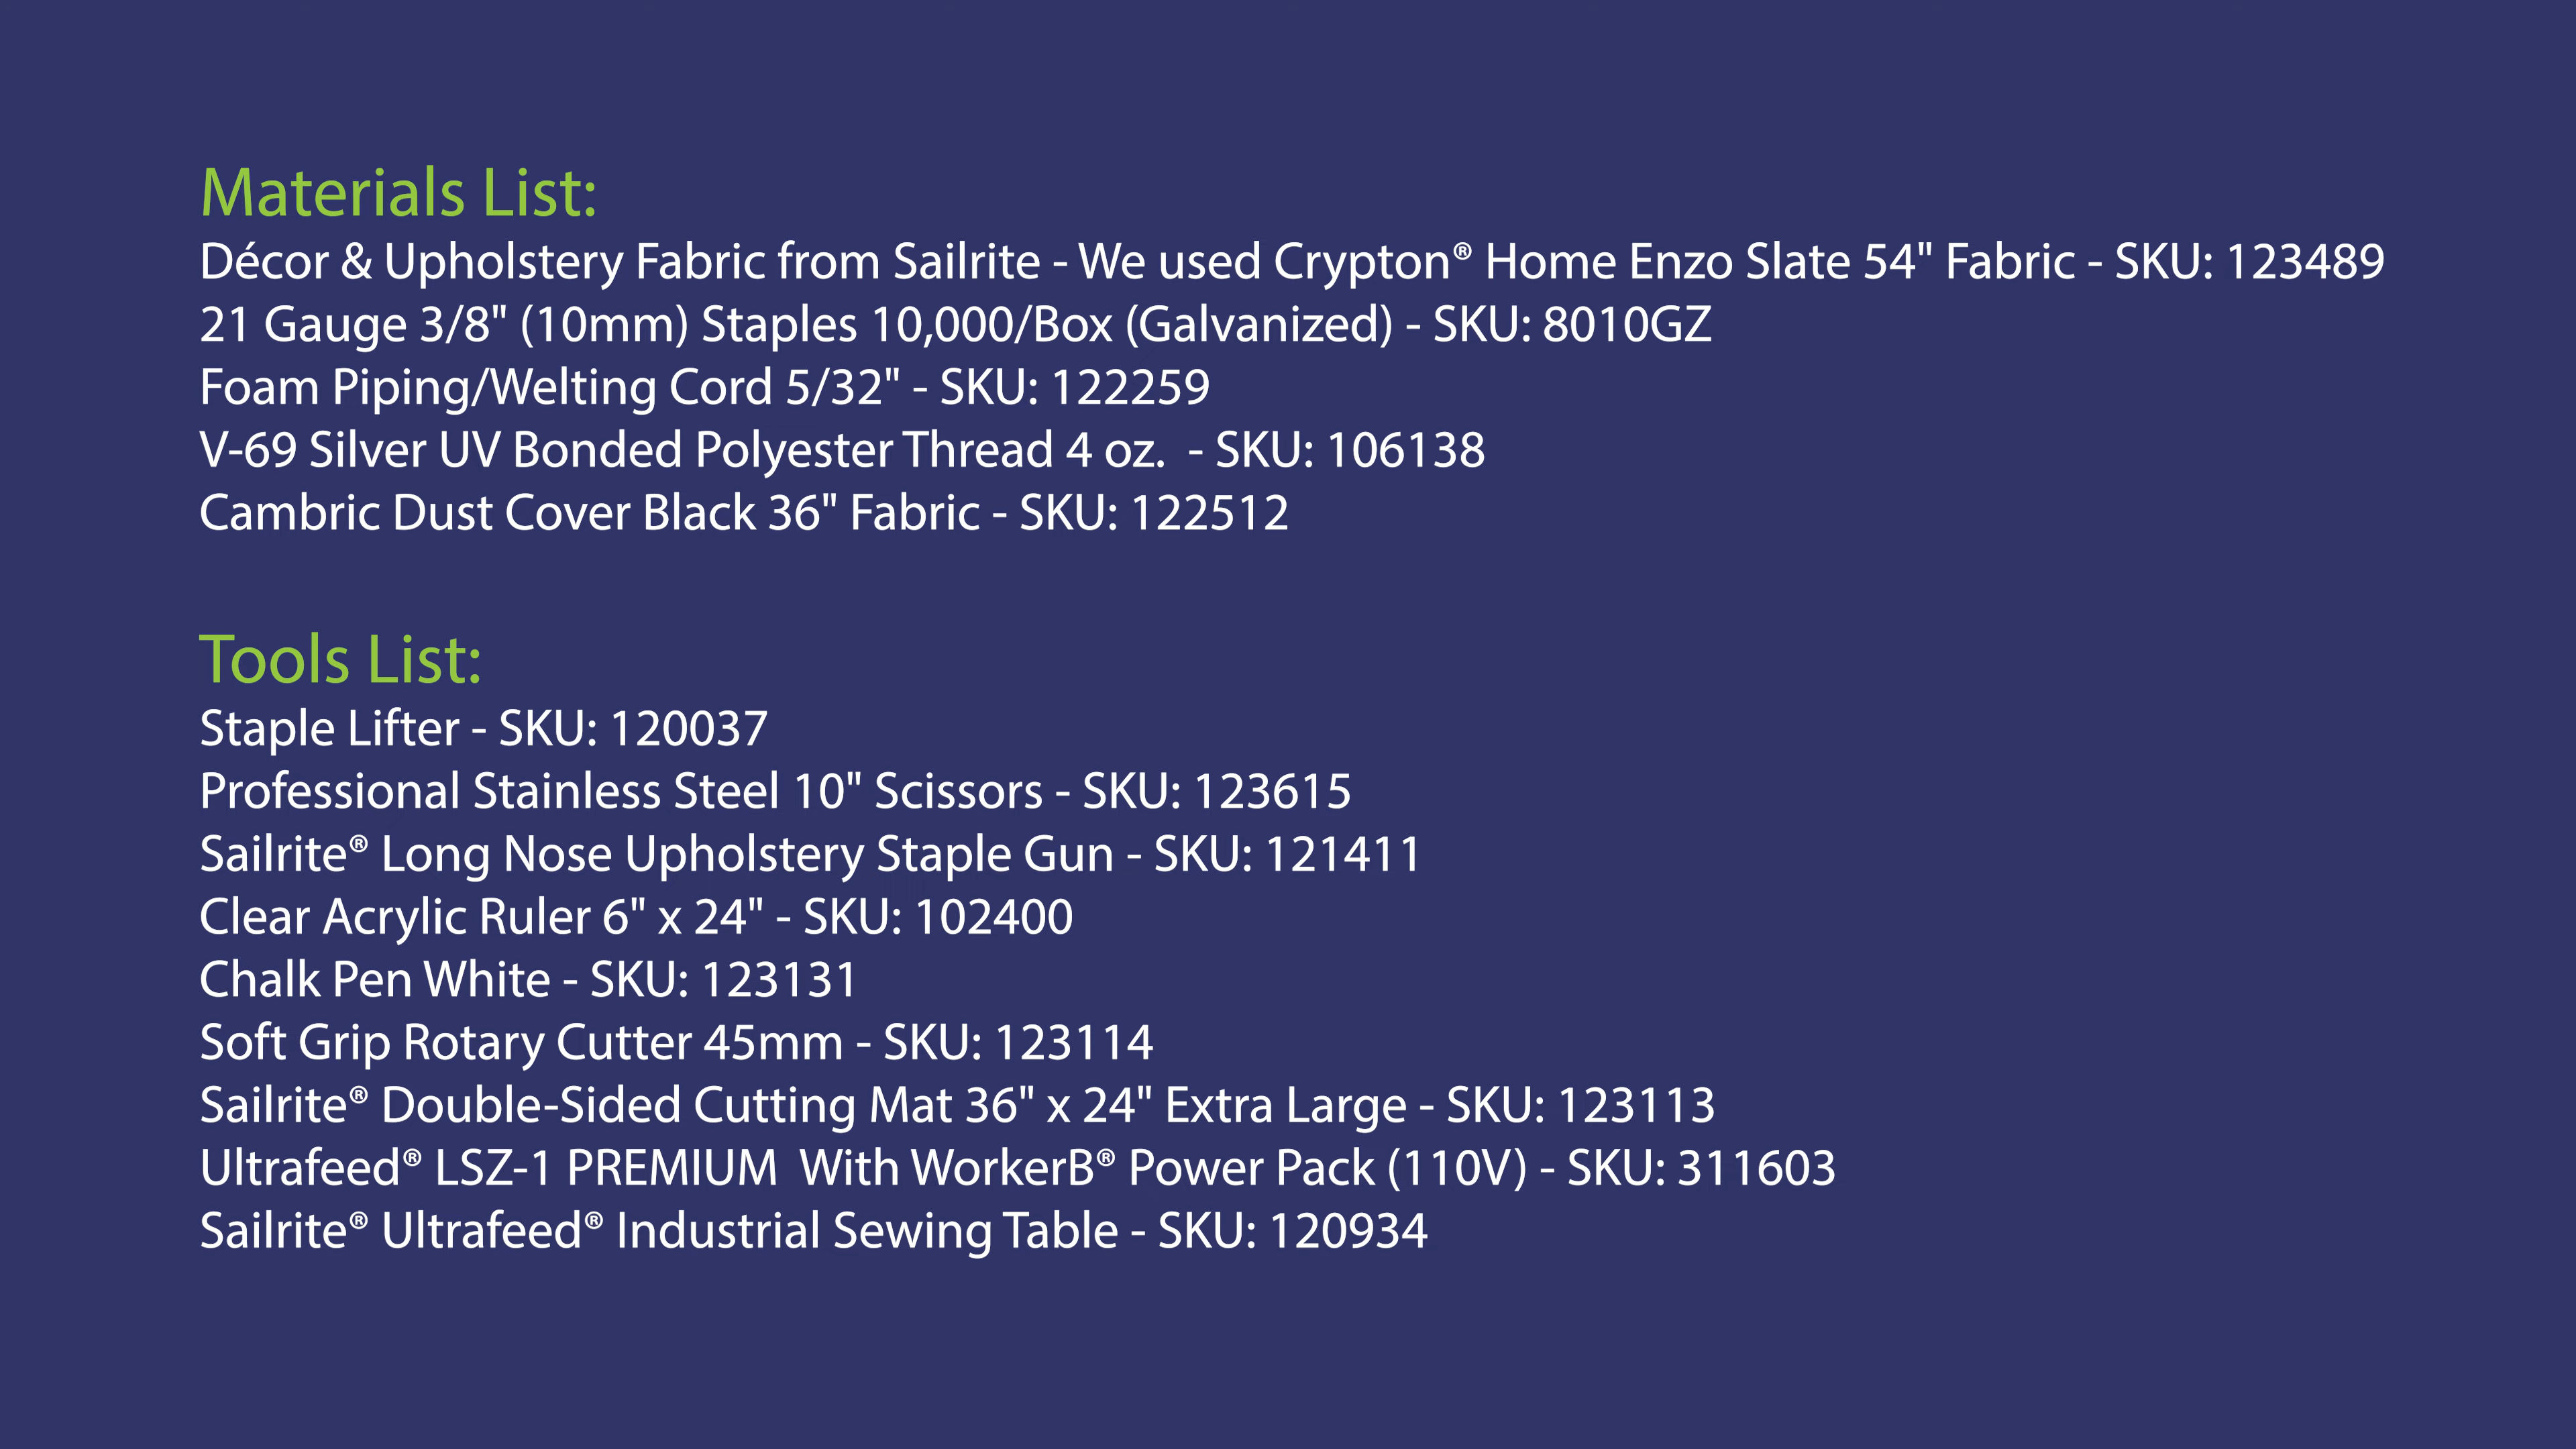 Materials List:
Décor & Upholstery Fabric from Sailrite - We used Crypton® Home Enzo Slate 54" Fabric - SKU: 123489
21 Gauge 3/8" (10mm) Staples 10,000/Box (Galvanized) - SKU: 8010GZ
Foam Piping/Welting Cord 5/32" - SKU: 122259
V-69 Silver UV Bonded Polyester Thread 4 oz.  - SKU: 106138
Cambric Dust Cover Black 36" Fabric - SKU: 122512
Tools List:
Staple Lifter - SKU: 120037
Professional Stainless Steel 10" Scissors - SKU: 123615
Sailrite® Long Nose Upholstery Staple Gun - SKU: 121411
Clear Acrylic Ruler 6" x 24" - SKU: 102400
Chalk Pen White - SKU: 123131
Soft Grip Rotary Cutter 45mm - SKU: 123114
Sailrite® Double-Sided Cutting Mat 36" x 24" Extra Large - SKU: 123113
Ultrafeed® LSZ-1 PREMIUM  With WorkerB® Power Pack (110V) - SKU: 311603
Sailrite® Ultrafeed® Industrial Sewing Table - SKU: 120934